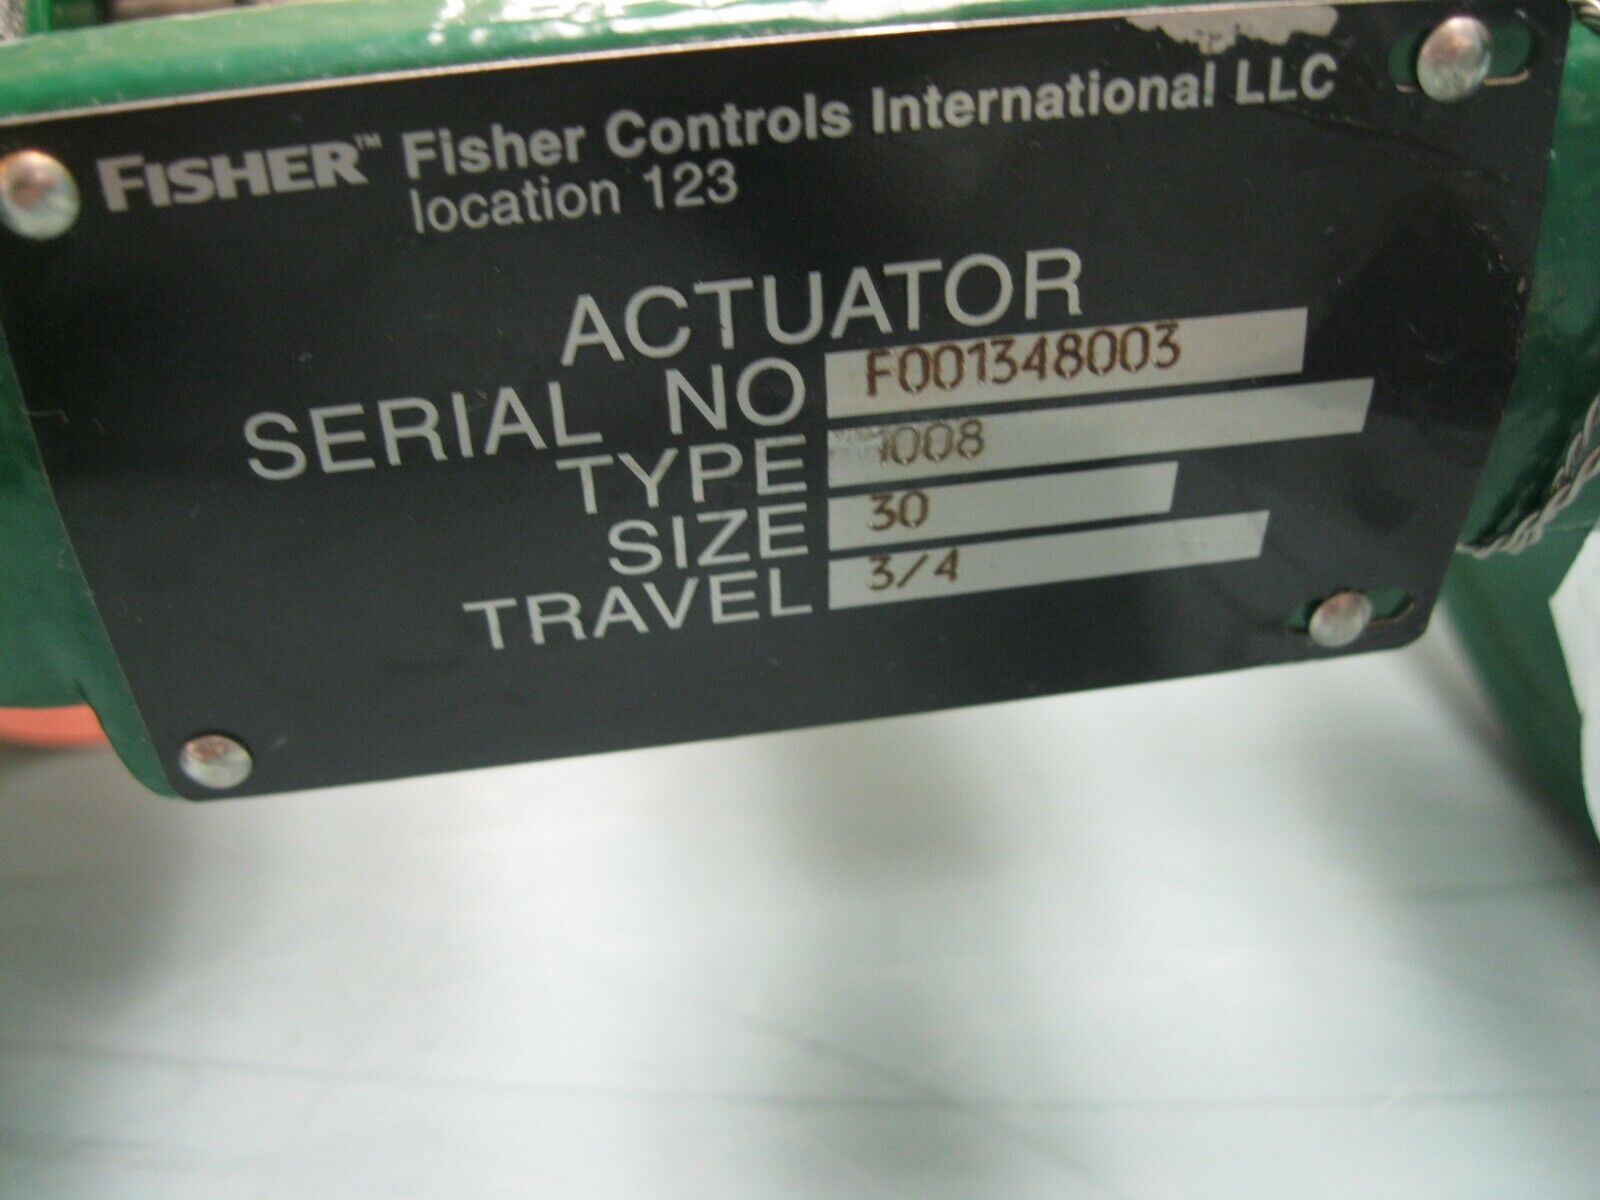 FISHER™ Fisher Controls International LLC
location 123
ACTUATOR
SERIAL NO F001348003
TYPE 1008
SIZE 30
TRAVEL 3/4